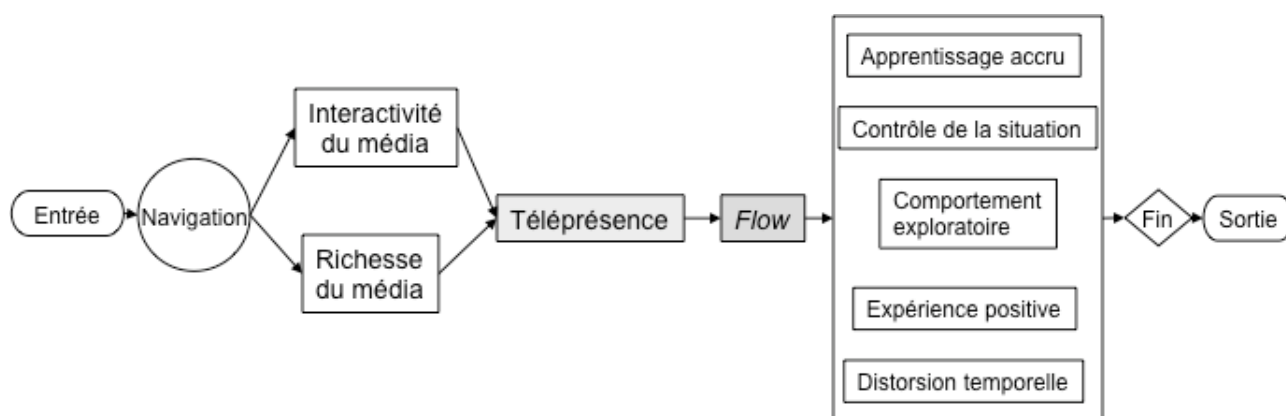 Entrée
Navigation
Interactivité
du média
Richesse
du média
Téléprésence
Flow
Apprentissage accru
Contrôle de la situation
Comportement
exploratoire
Expérience positive
Distorsion temporelle
Fin
Sortie